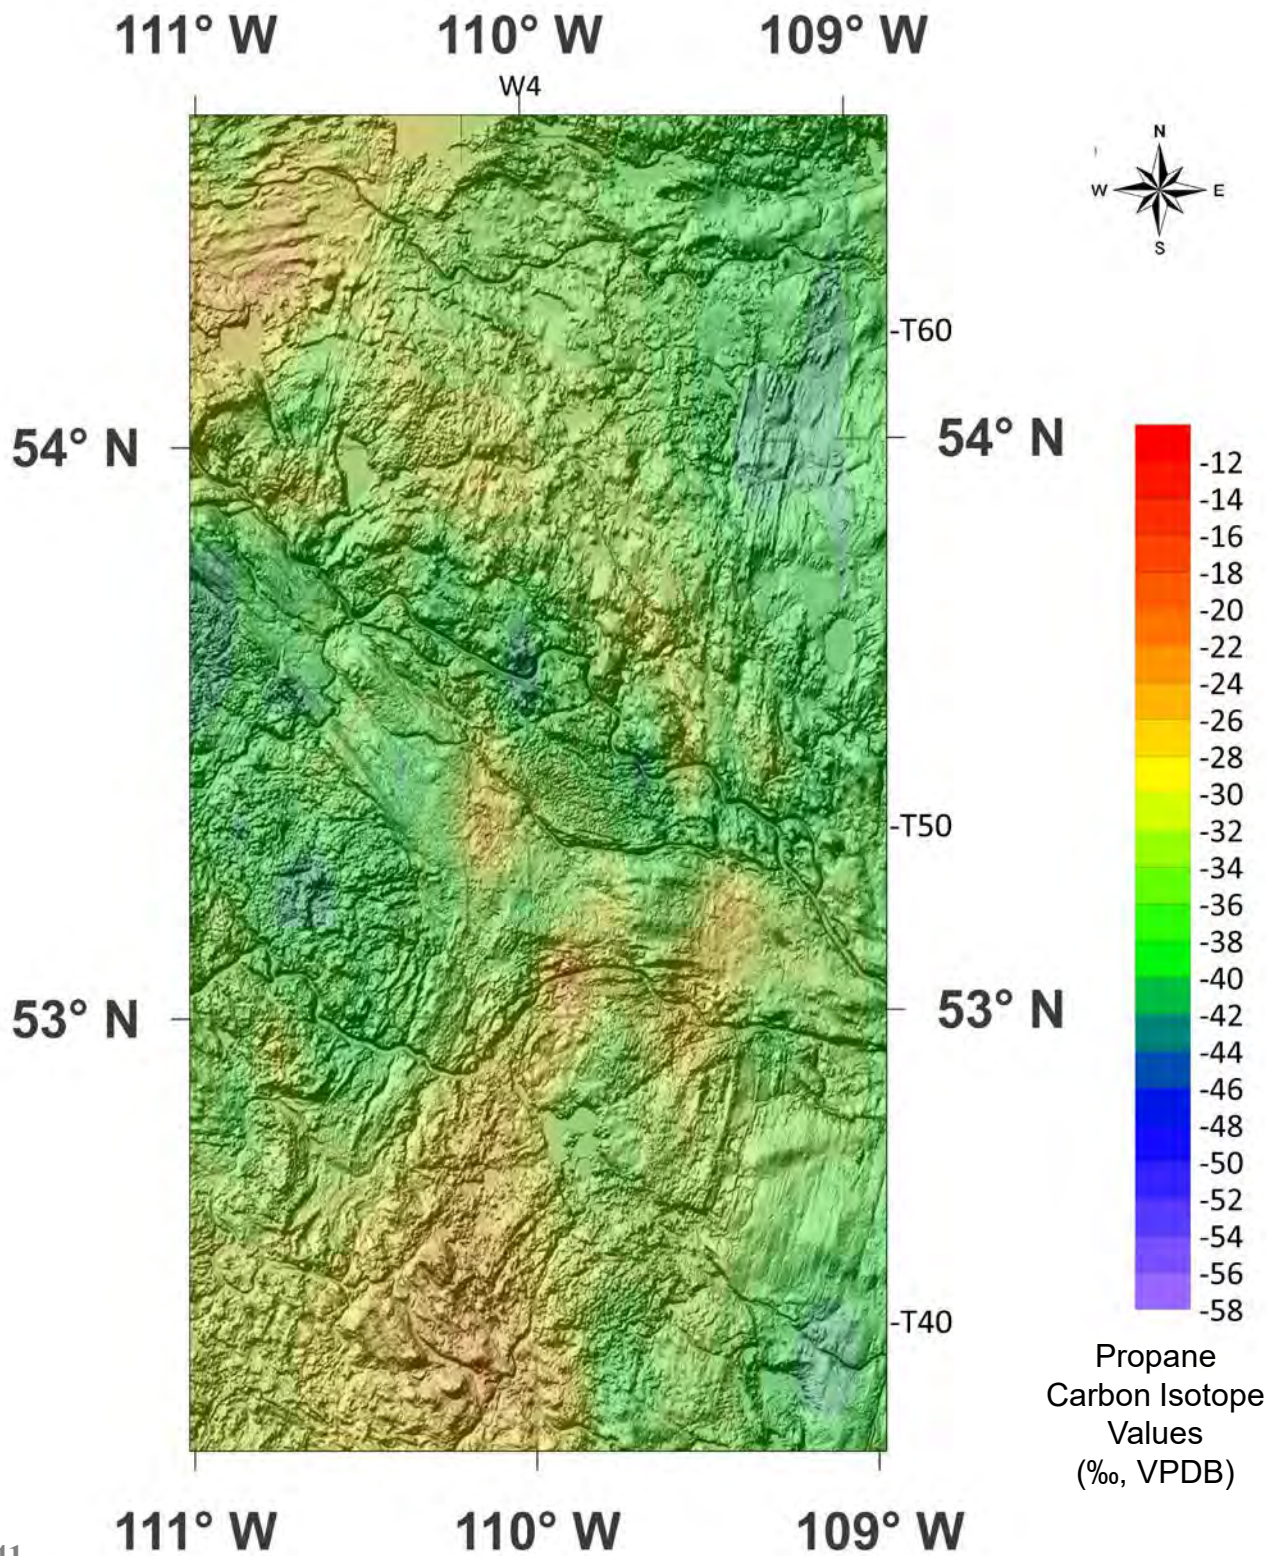 111° W 110° W 109° W
W4
N
W E
S
-T60
54° N 54° N
-12
-14
-16
-18
-20
-22
-24
-26
-28
-30
-32
-34
-36
-38
-40
-42
-44
-46
-48
-50
-52
-54
-56
-58
-T50
53° N 53° N
-T40
Propane
Carbon Isotope
Values
(‰, VPDB)
111° W 110° W 109° W